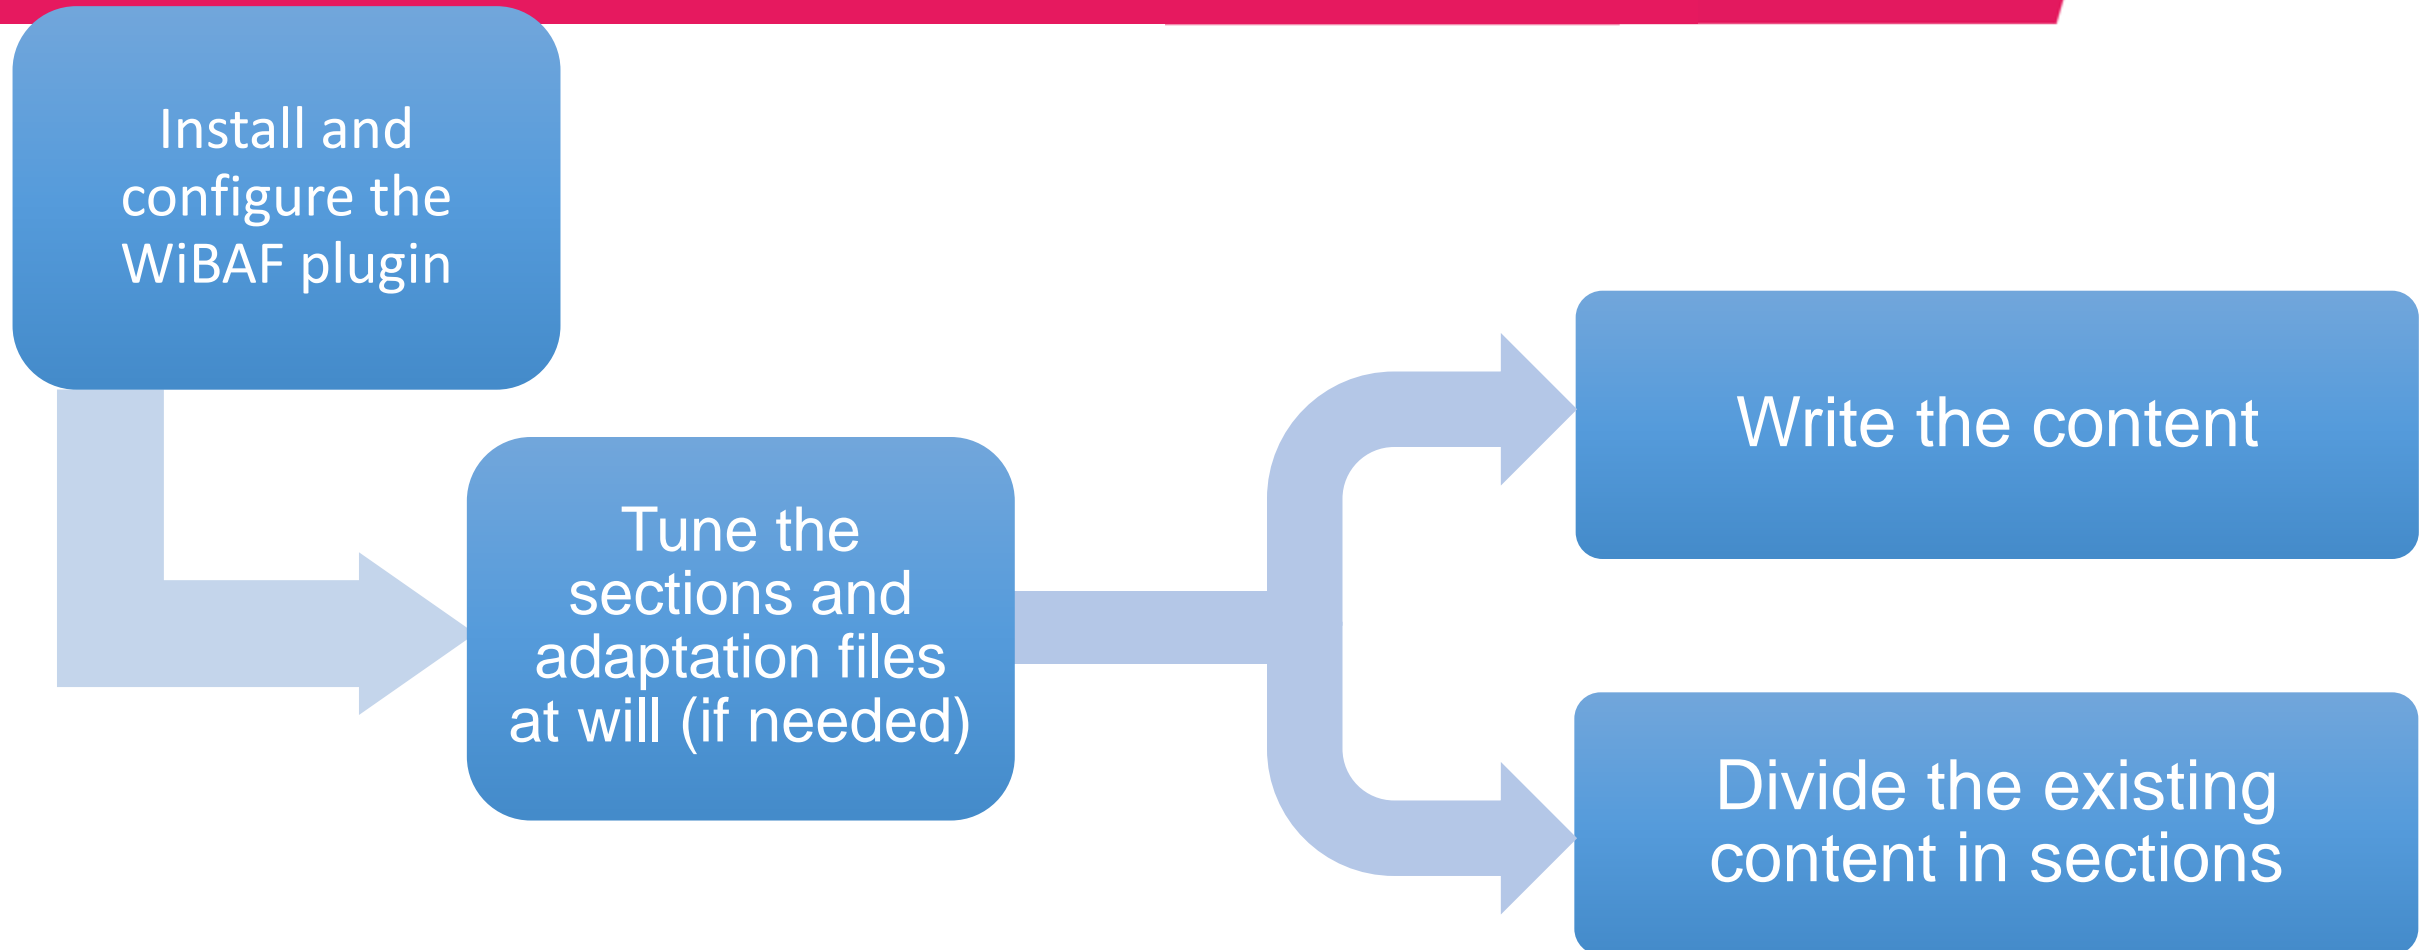 Install and
configure the
WiBAF plugin
Tune the
sections and
adaptation files
at will (if needed)
Write the content
Divide the existing
content in sections